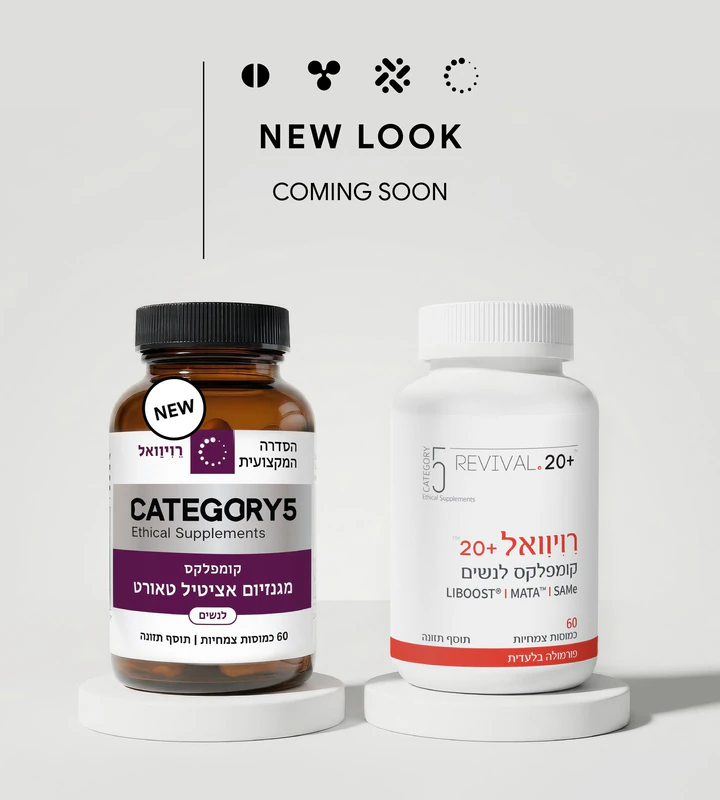 NEW LOOK
COMING SOON
NEW
רֵוִיוַואל
הסדרה
המקצועית
CATEGORY5
Ethical Supplements
קומפלקס
מגנזיום אציטיל טאורט
לנשים
60 כמוסות צמחיות | תוסף תזונה
CATEGORY
5
Ethical Supplements
REVIVAL.20+™
רֵוִיוַואל 20+™
קומפלקס לנשים
LIBOOST® | MATA™ | SAMe
60
כמוסות צמחיות
תוסף תזונה
פורמולה בלעדית